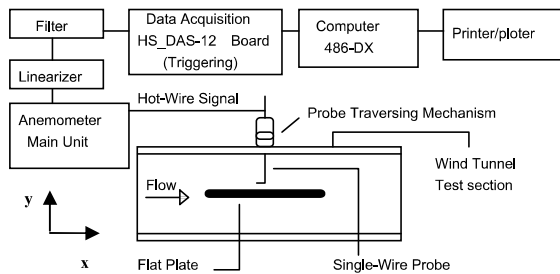 Filter
Data Acquisition
HS_DAS-12 Board
(Triggering)
Computer
486-DX
Printer/ploter
Linearizer
Anemometer
Main Unit
Hot-Wire Signal
Probe Traversing Mechanism
Wind Tunnel
Test section
Flow
y
x
Flat Plate
Single-Wire Probe